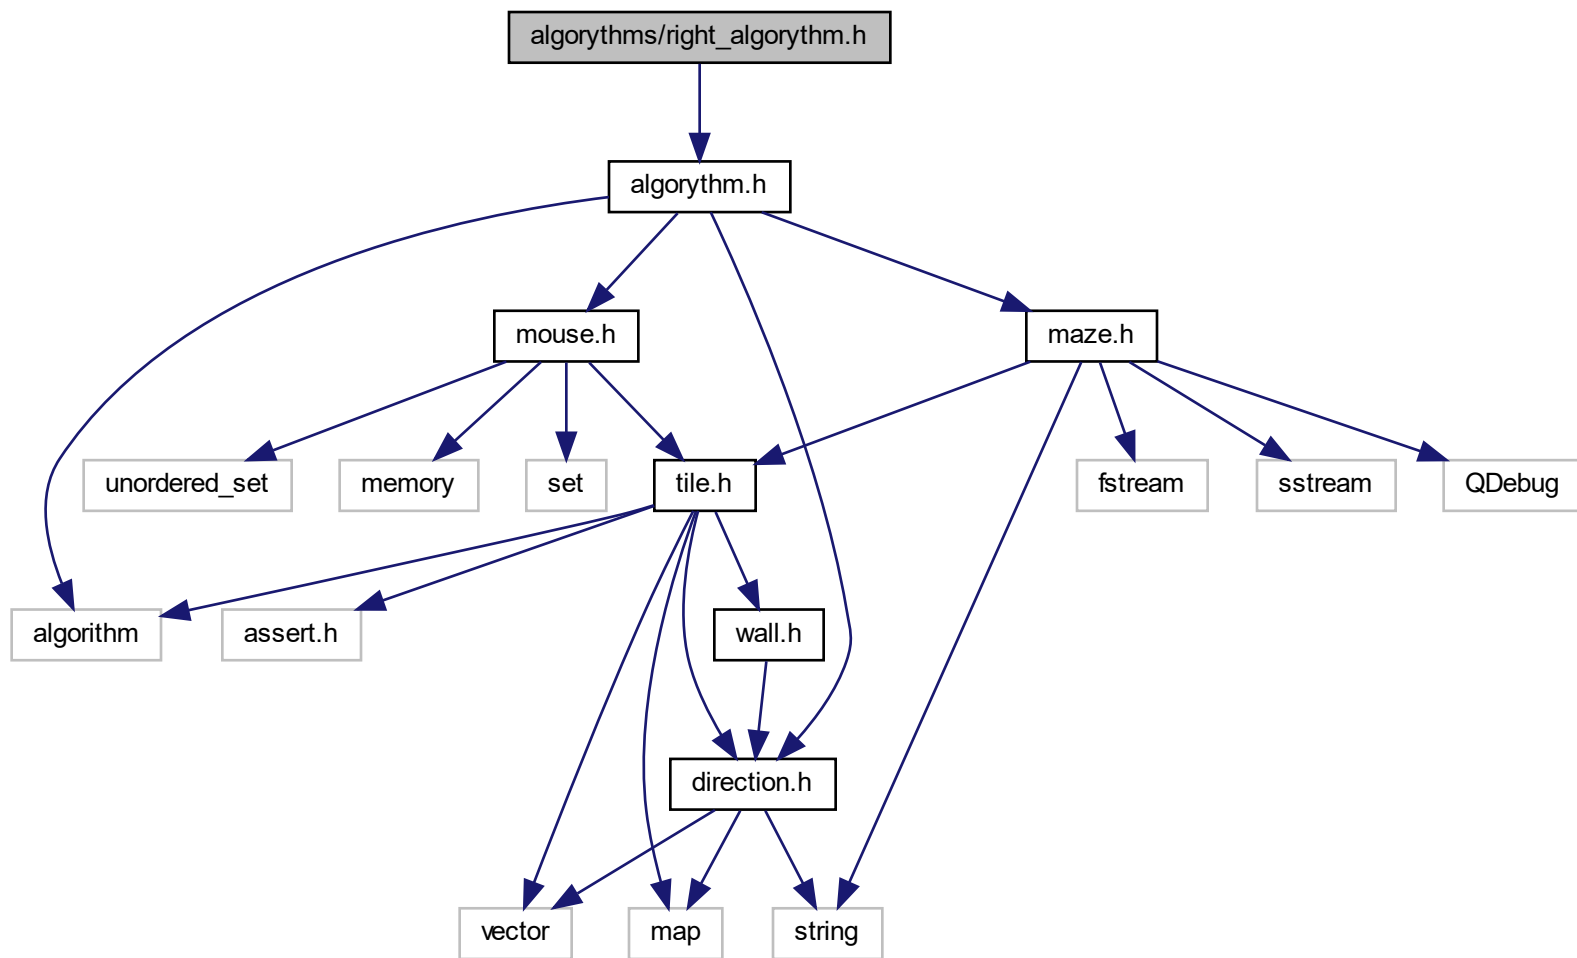 algorythms/right_algorythm.h
algorythm.h
mouse.h
maze.h
unordered_set
memory
set
tile.h
fstream
sstream
QDebug
algorithm
assert.h
wall.h
direction.h
vector
map
string